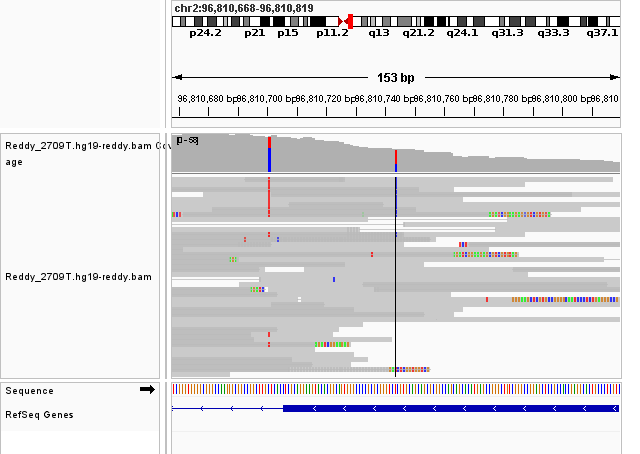 chr2:96,810,668-96,810,819
p24.2 p21 p15 p11.2 q13 q21.2 q24.1 q31.3 q33.3 q37.1
153 bp
96,810,680 bp 96,810,700 bp 96,810,720 bp 96,810,740 bp 96,810,760 bp 96,810,780 bp 96,810,800 bp 96,810
Reddy_2709T.hg19-reddy.bam Cov
age
[0-58]
Reddy_2709T.hg19-reddy.bam
Sequence
RefSeq Genes